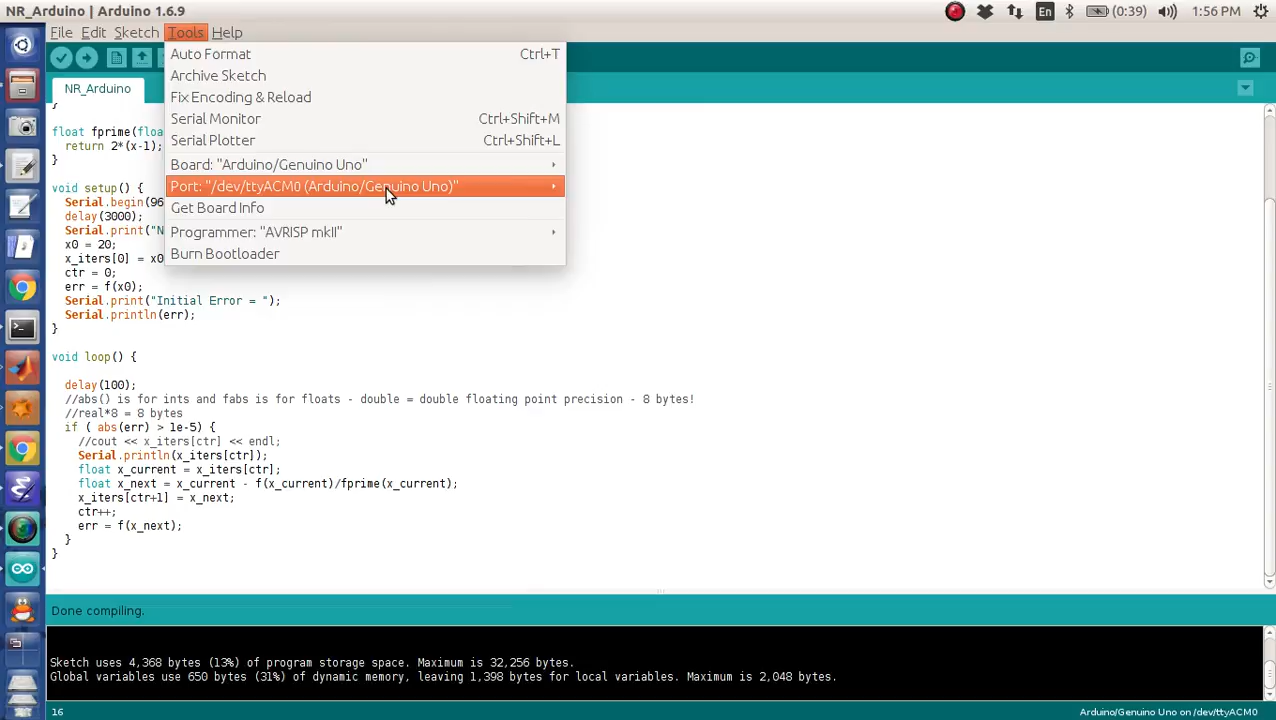 NR_Arduino | Arduino 1.6.9
En
(0:39)
1:56 PM
File Edit Sketch Tools Help
Auto Format Ctrl+T
Archive Sketch
Fix Encoding & Reload
Serial Monitor Ctrl+Shift+M
Serial Plotter Ctrl+Shift+L
Board: "Arduino/Genuino Uno"
Port: "/dev/ttyACM0 (Arduino/Genuino Uno)"
Get Board Info
Programmer: "AVRISP mkII"
Burn Bootloader
NR_Arduino
}
float fprime(floa
return 2*(x-1);
}
void setup() {
Serial.begin(96
delay(3000);
Serial.print("N
x0 = 20;
x_iters[0] = x0
ctr = 0;
err = f(x0);
Serial.print("Initial Error = ");
Serial.println(err);
}
void loop() {
delay(100);
//abs() is for ints and fabs is for floats - double = double floating point precision - 8 bytes!
//real*8 = 8 bytes
if ( abs(err) > 1e-5) {
//cout << x_iters[ctr] << endl;
Serial.println(x_iters[ctr]);
float x_current = x_iters[ctr];
float x_next = x_current - f(x_current)/fprime(x_current);
x_iters[ctr+1] = x_next;
ctr++;
err = f(x_next);
}
}
Done compiling.
Sketch uses 4,368 bytes (13%) of program storage space. Maximum is 32,256 bytes.
Global variables use 650 bytes (31%) of dynamic memory, leaving 1,398 bytes for local variables. Maximum is 2,048 bytes.
16
Arduino/Genuino Uno on /dev/ttyACM0